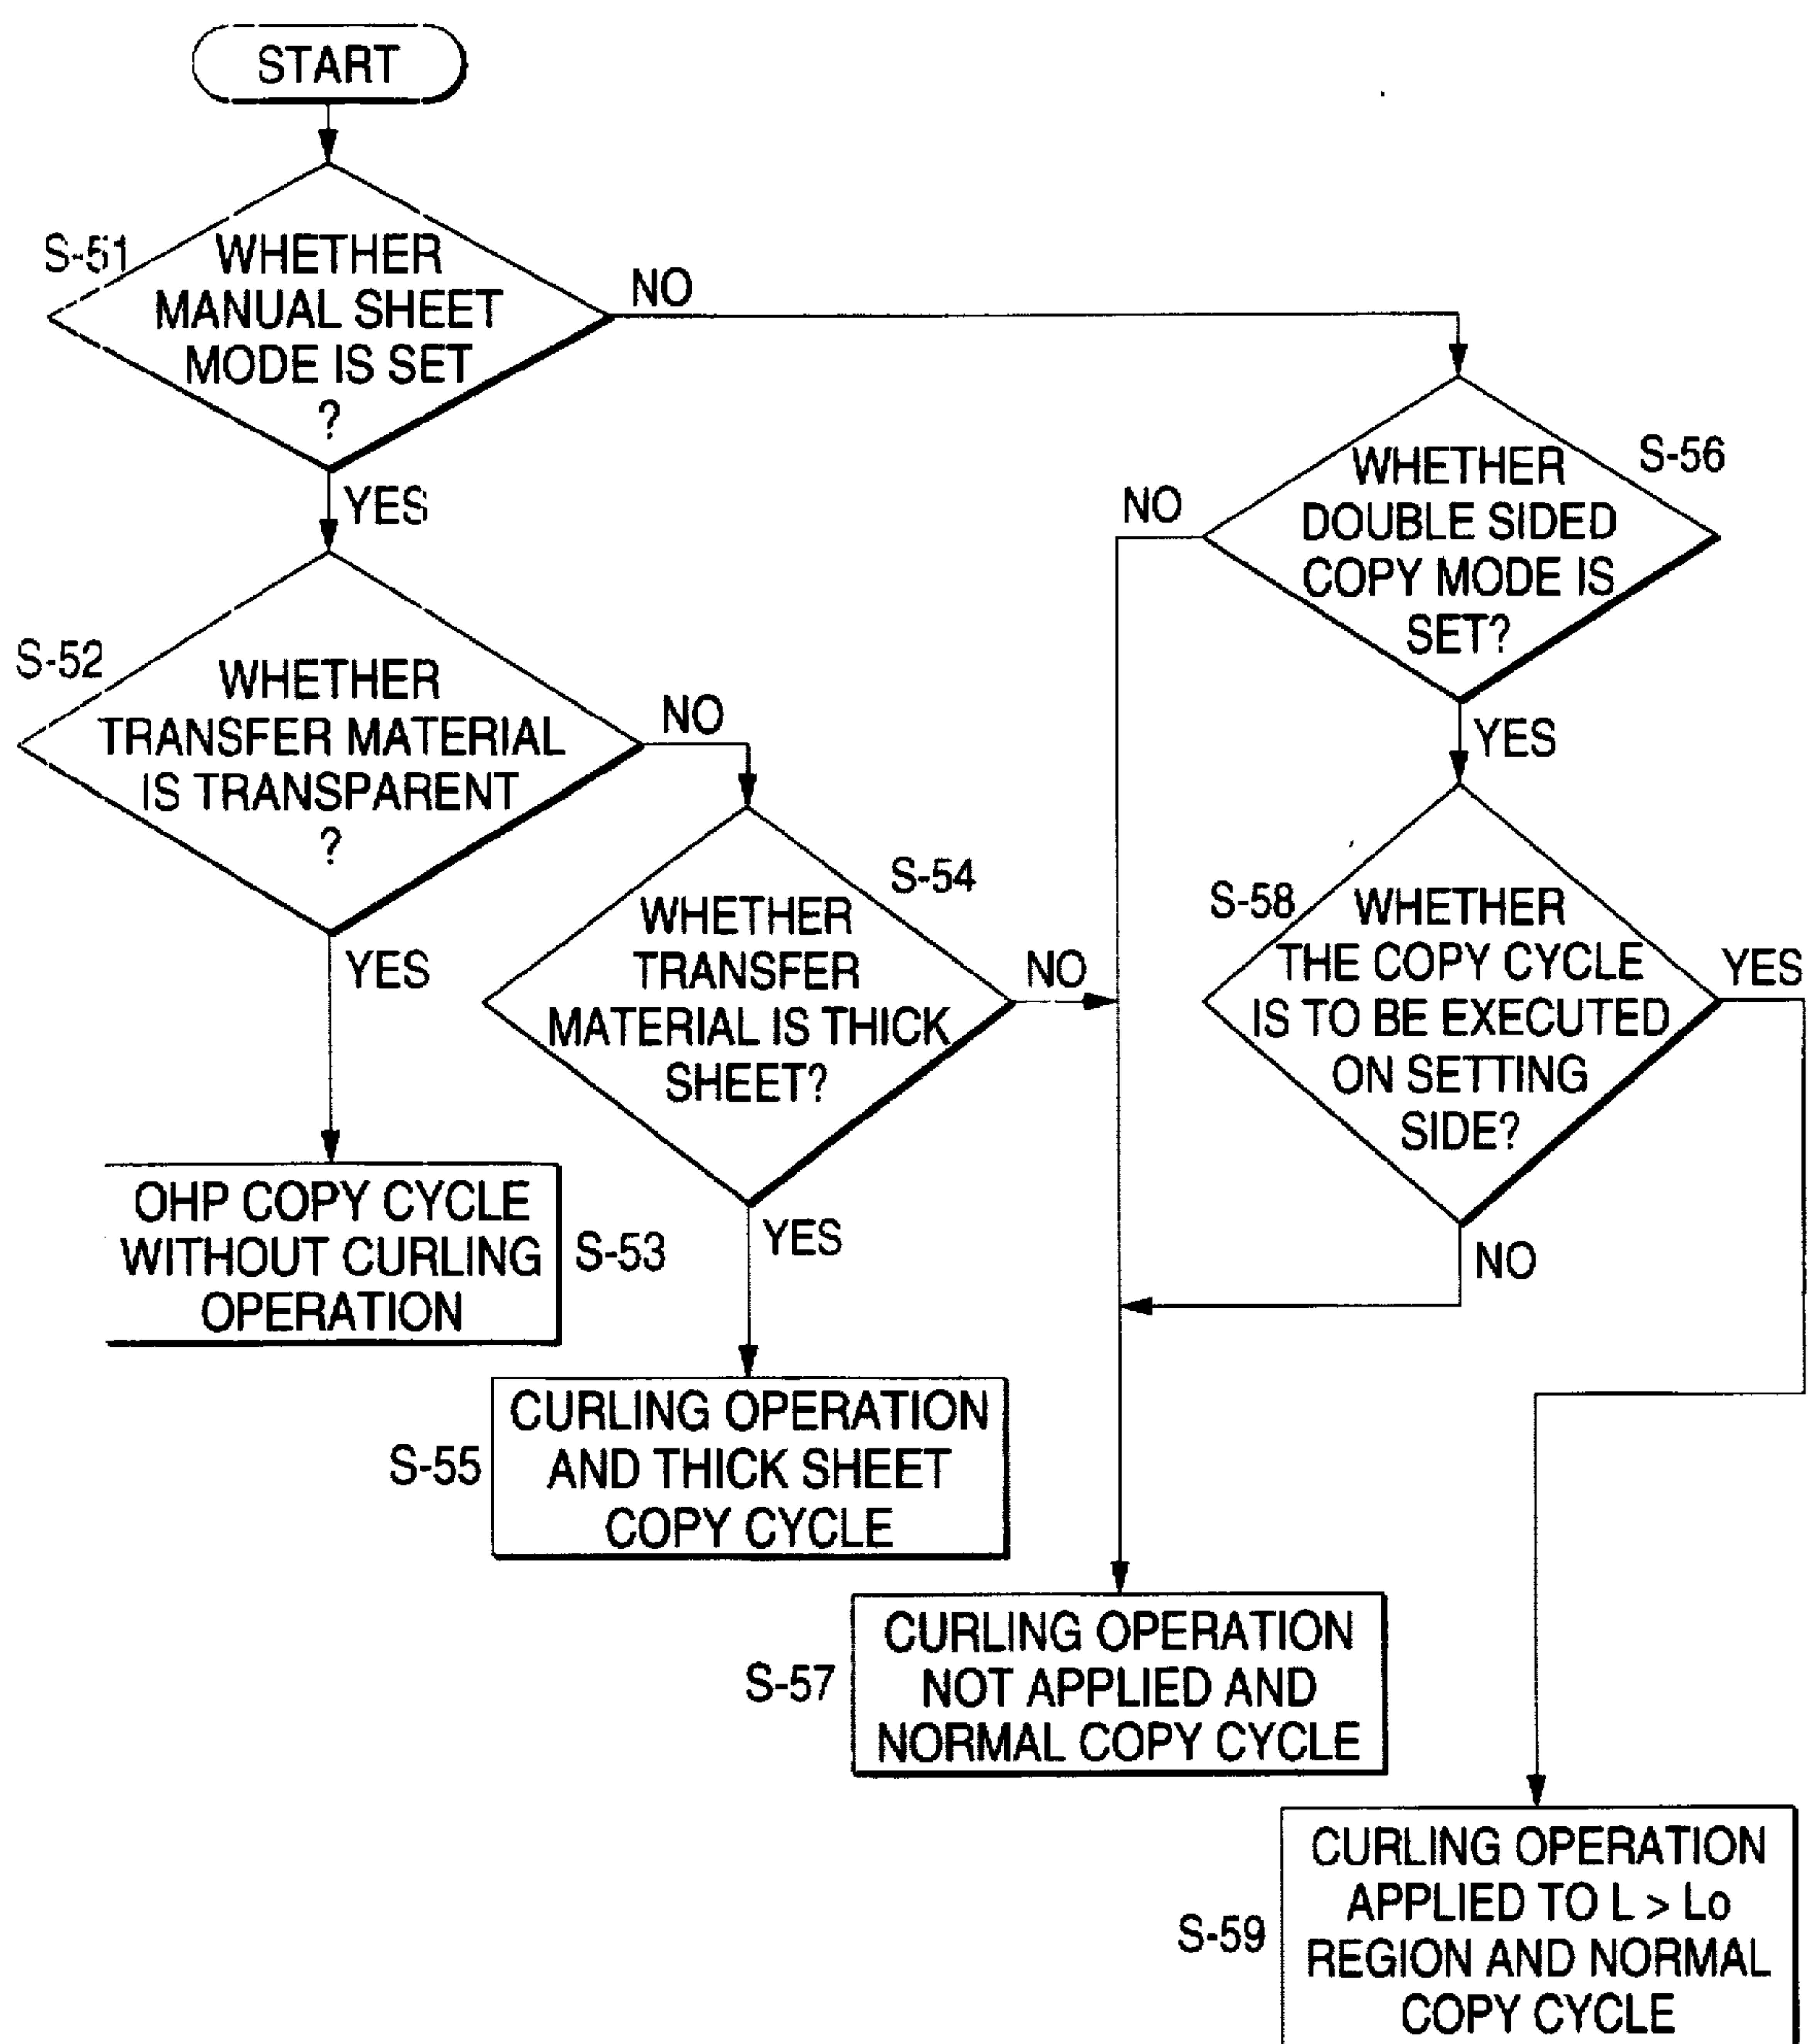 START
S-51
WHETHER
MANUAL SHEET
MODE IS SET
?
NO
YES
S-52
WHETHER
TRANSFER MATERIAL
IS TRANSPARENT
?
NO
YES
OHP COPY CYCLE
WITHOUT CURLING
OPERATION
S-53
S-54
WHETHER
TRANSFER
MATERIAL IS THICK
SHEET?
NO
YES
S-55
CURLING OPERATION
AND THICK SHEET
COPY CYCLE
S-56
WHETHER
DOUBLE SIDED
COPY MODE IS
SET?
NO
YES
S-58
WHETHER
THE COPY CYCLE
IS TO BE EXECUTED
ON SETTING
SIDE?
YES
NO
S-57
CURLING OPERATION
NOT APPLIED AND
NORMAL COPY CYCLE
S-59
CURLING OPERATION
APPLIED TO L > Lo
REGION AND NORMAL
COPY CYCLE